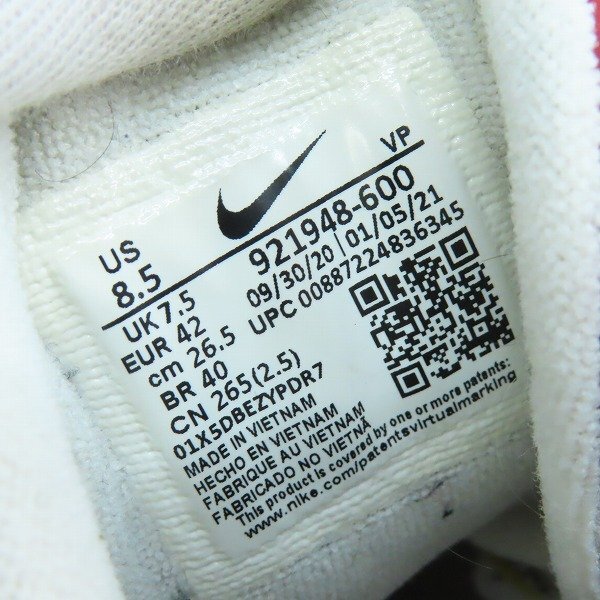 VP
US
8.5
921948-600
09/30/20 | 01/05/21
UPC 00887224836345
UK 7.5
EUR 42
cm 26.5
BR 40
CN 265(2.5)
01X5DBEZYPDR7
MADE IN VIETNAM
HECHO EN VIETNAM
FABRIQUE AU VIETNAM
FABRICADO NO VIETNÃ
This product is covered by one or more patents
www.nike.com/patentsvirtualmarking